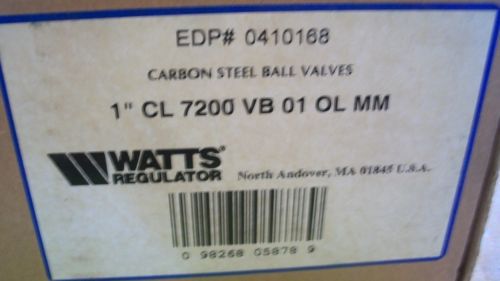 EDP# 0410168
CARBON STEEL BALL VALVES
1" CL 7200 VB 01 OL MM
WATTS®
REGULATOR North Andover, MA 01845 U.S.A.
0 98268 05878 9